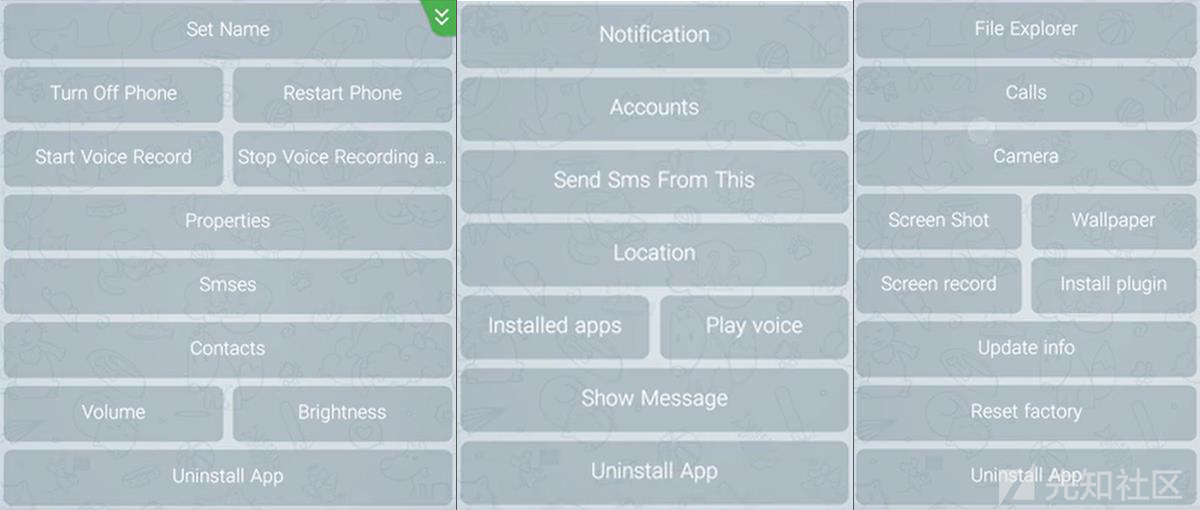 Set Name
Turn Off Phone
Restart Phone
Start Voice Record
Stop Voice Recording a...
Properties
Smses
Contacts
Volume
Brightness
Uninstall App
Notification
Accounts
Send Sms From This
Location
Installed apps
Play voice
Show Message
Uninstall App
File Explorer
Calls
Camera
Screen Shot
Wallpaper
Screen record
Install plugin
Update info
Reset factory
Uninstall App
先知社区